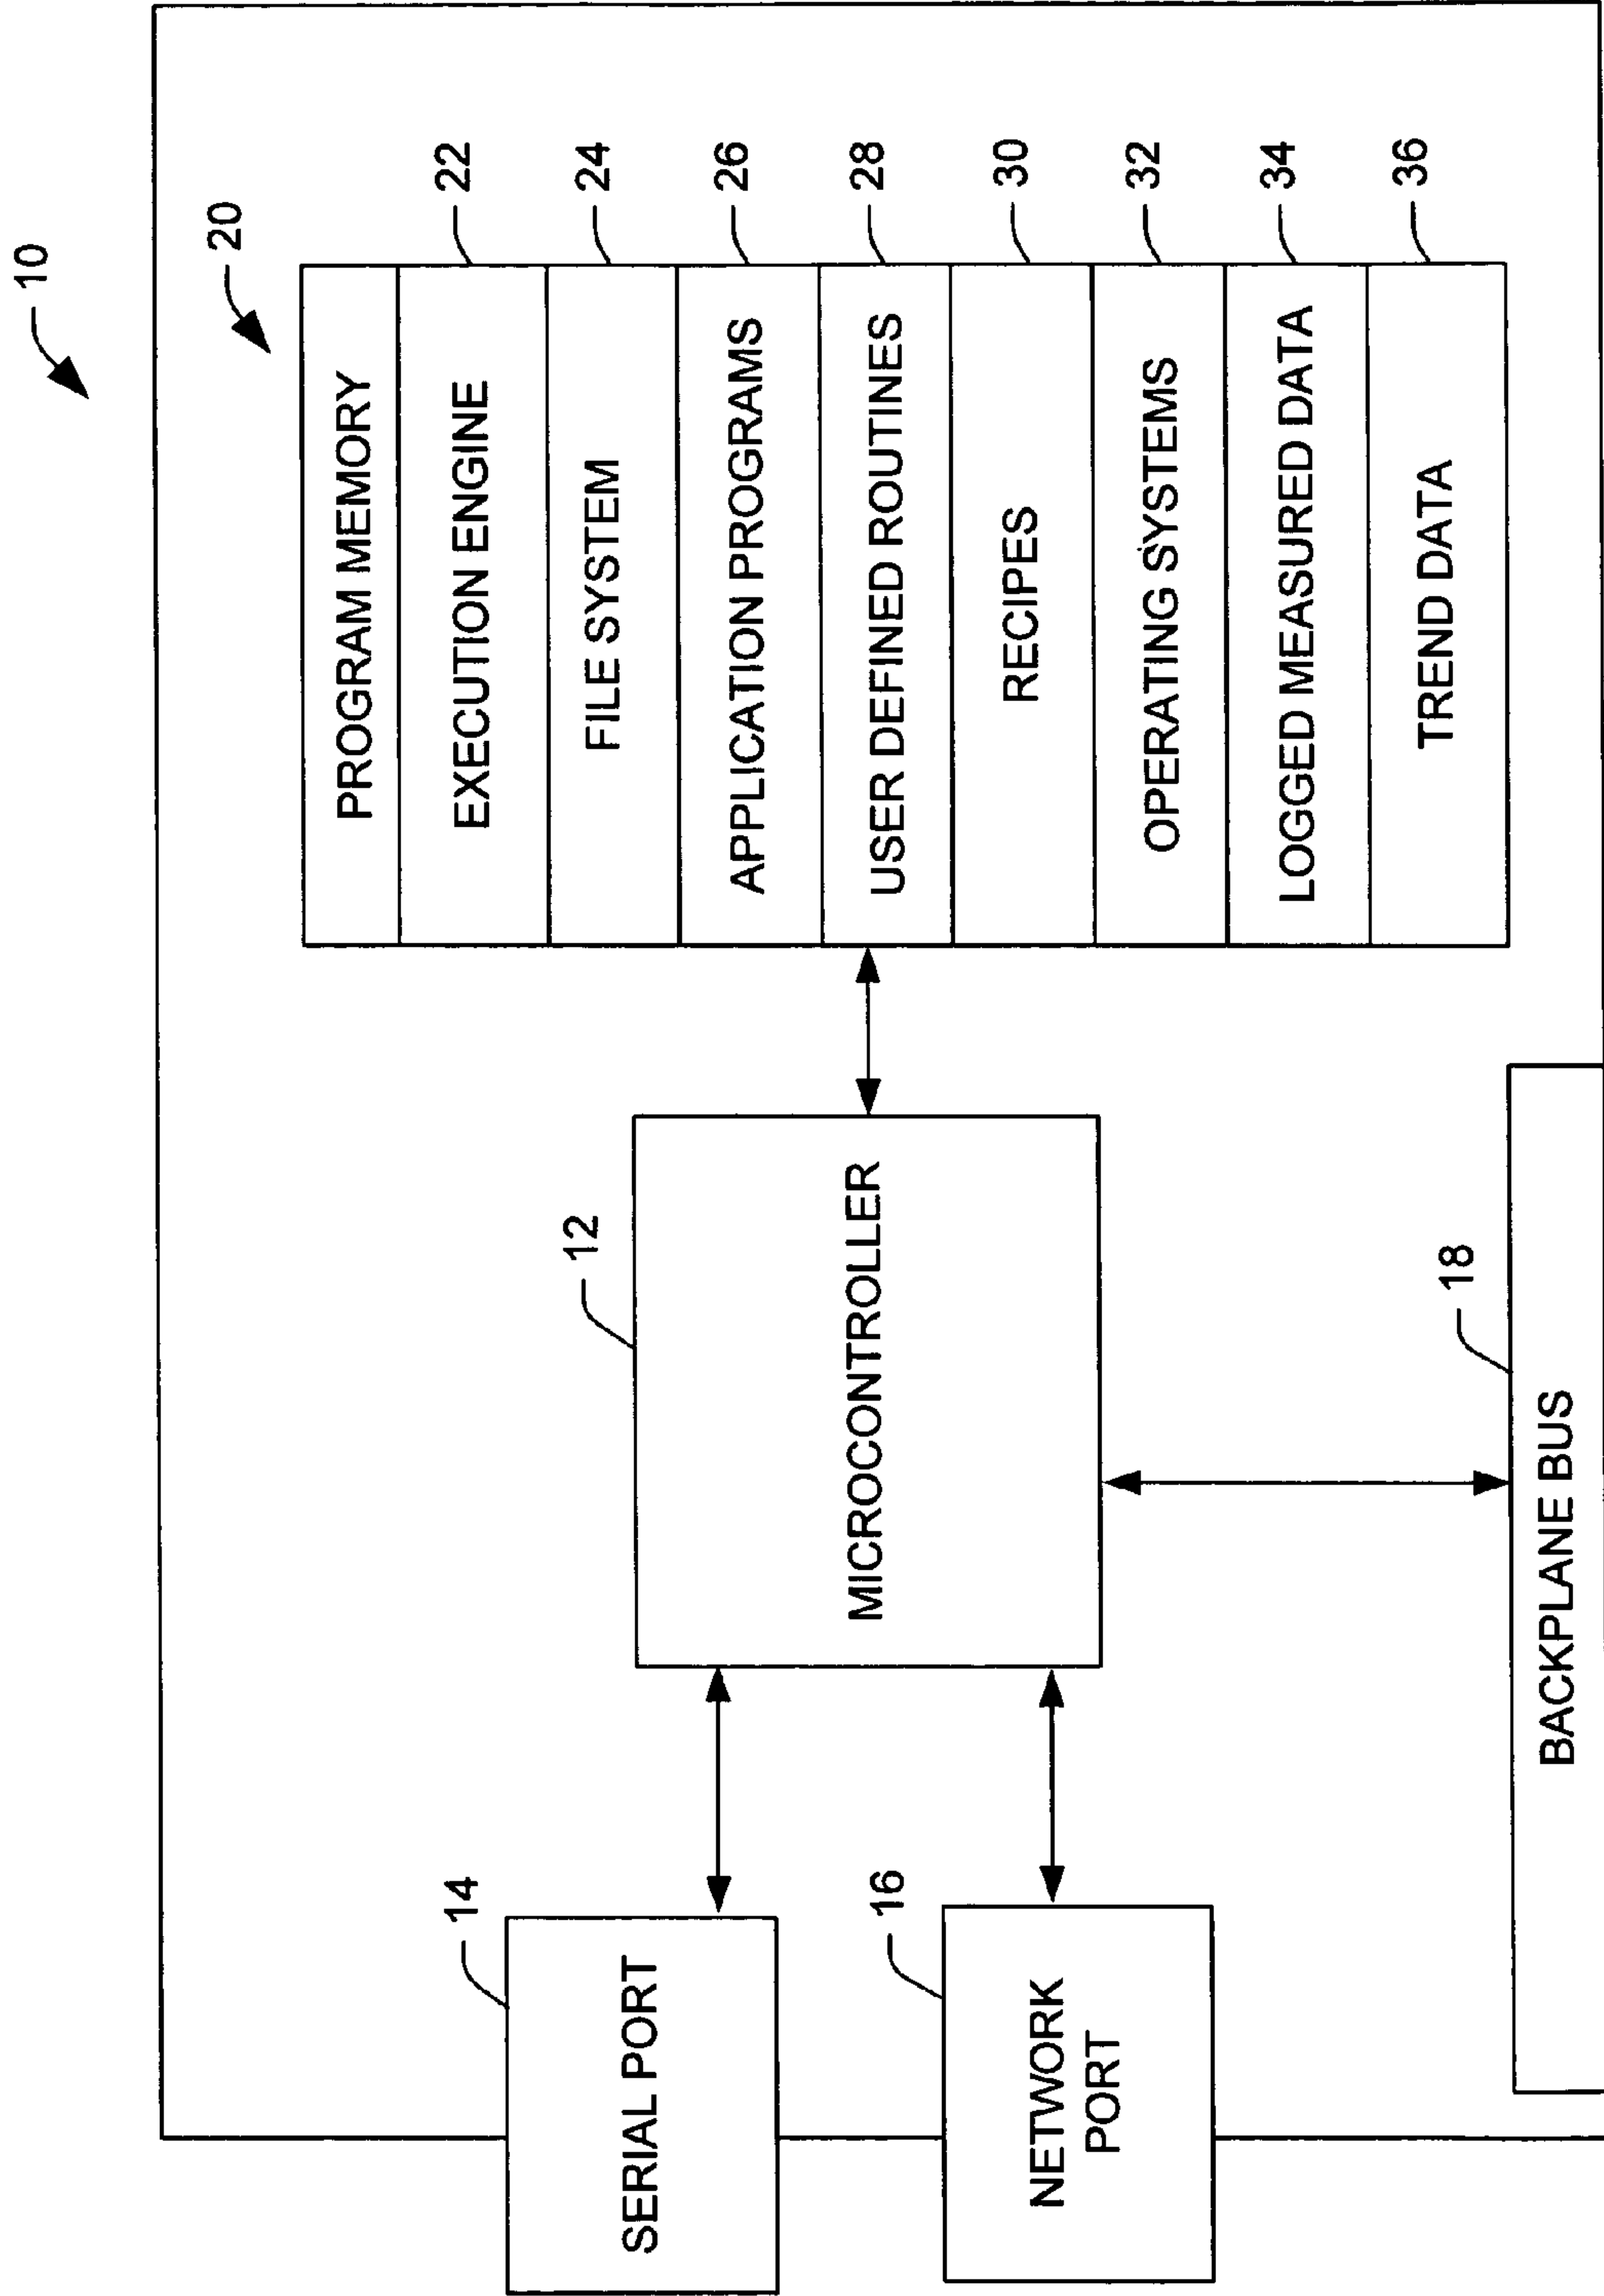 10
20
PROGRAM MEMORY
EXECUTION ENGINE
22
FILE SYSTEM
24
APPLICATION PROGRAMS
26
USER DEFINED ROUTINES
28
RECIPES
30
OPERATING SYSTEMS
32
LOGGED MEASURED DATA
34
TREND DATA
36
12
MICROCONTROLLER
14
SERIAL PORT
16
NETWORK
PORT
18
BACKPLANE BUS